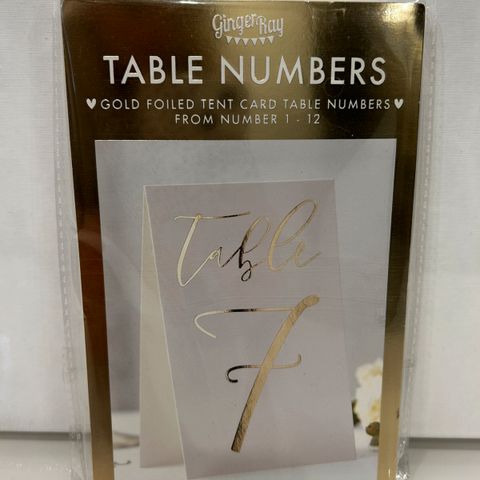 Ginger Ray
TABLE NUMBERS
♥GOLD FOILED TENT CARD TABLE NUMBERS♥
FROM NUMBER 1 - 12
Table
7